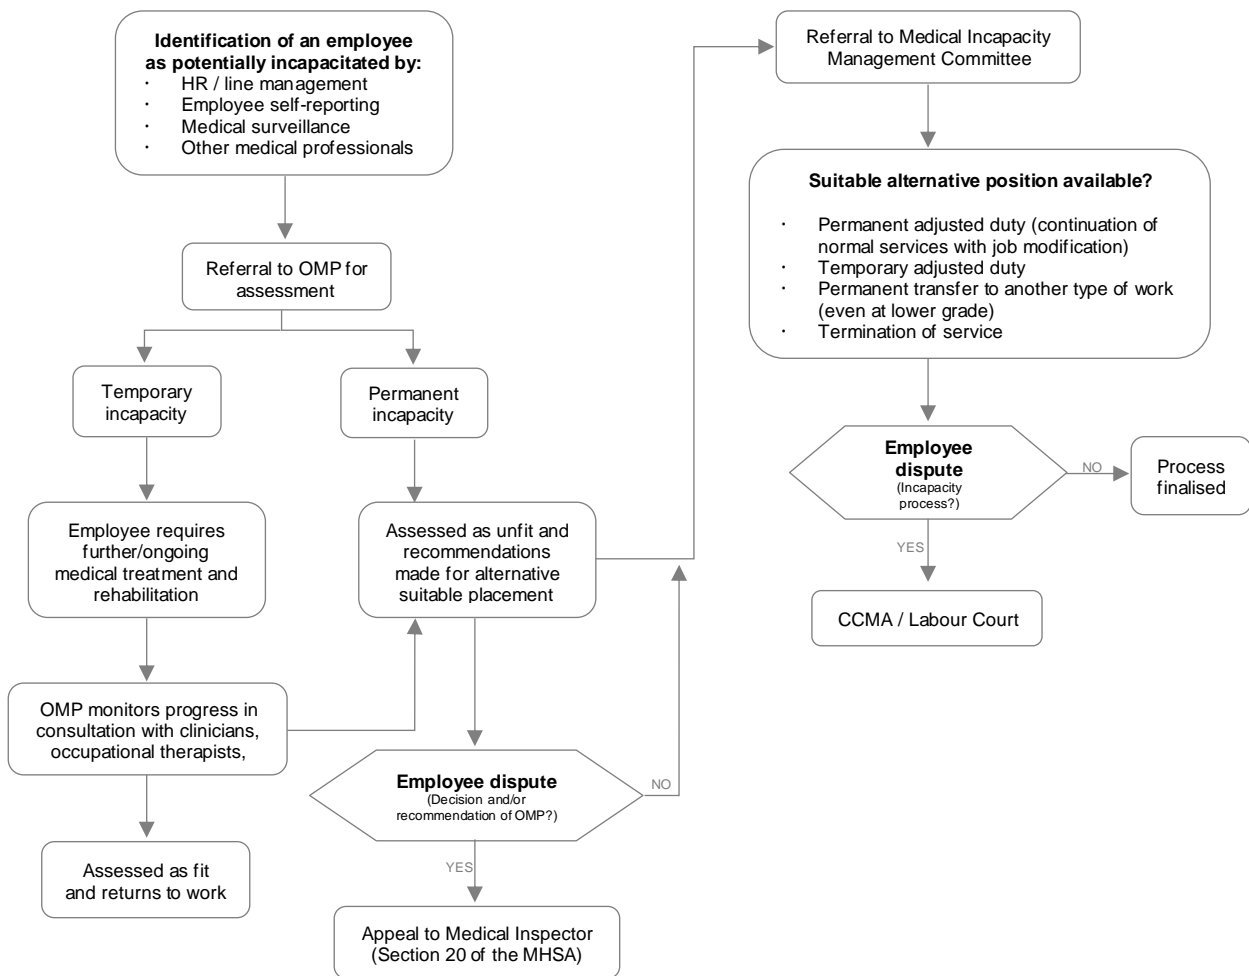 Identification of an employee
as potentially incapacitated by:
· HR / line management
· Employee self-reporting
· Medical surveillance
· Other medical professionals
Referral to OMP for
assessment
Temporary
incapacity
Permanent
incapacity
Employee requires
further/ongoing
medical treatment and
rehabilitation
Assessed as unfit and
recommendations
made for alternative
suitable placement
OMP monitors progress in
consultation with clinicians,
occupational therapists,
Assessed as fit
and returns to work
Employee dispute
(Decision and/or
recommendation of OMP?)
NO
YES
Appeal to Medical Inspector
(Section 20 of the MHSA)
Referral to Medical Incapacity
Management Committee
Suitable alternative position available?
· Permanent adjusted duty (continuation of
normal services with job modification)
· Temporary adjusted duty
· Permanent transfer to another type of work
(even at lower grade)
· Termination of service
Employee
dispute
(Incapacity
process?)
NO
Process
finalised
YES
CCMA / Labour Court